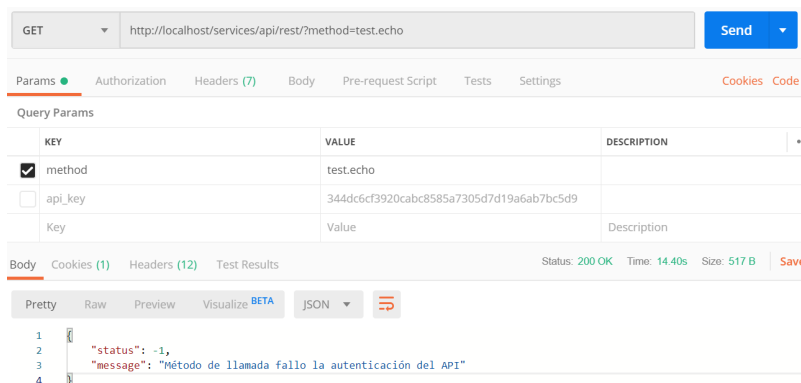 GET http://localhost/services/api/rest/?method=test.echo Send
Params Authorization Headers (7) Body Pre-request Script Tests Settings Cookies Code
Query Params
KEY VALUE DESCRIPTION
method test.echo
api_key 344dc6cf3920cabc8585a7305d7d19a6ab7bc5d9
Key Value Description
Body Cookies (1) Headers (12) Test Results Status: 200 OK Time: 14.40s Size: 517 B Save
Pretty Raw Preview Visualize BETA JSON
1 {
2 "status": -1,
3 "message": "Método de llamada fallo la autenticación del API"
4 }